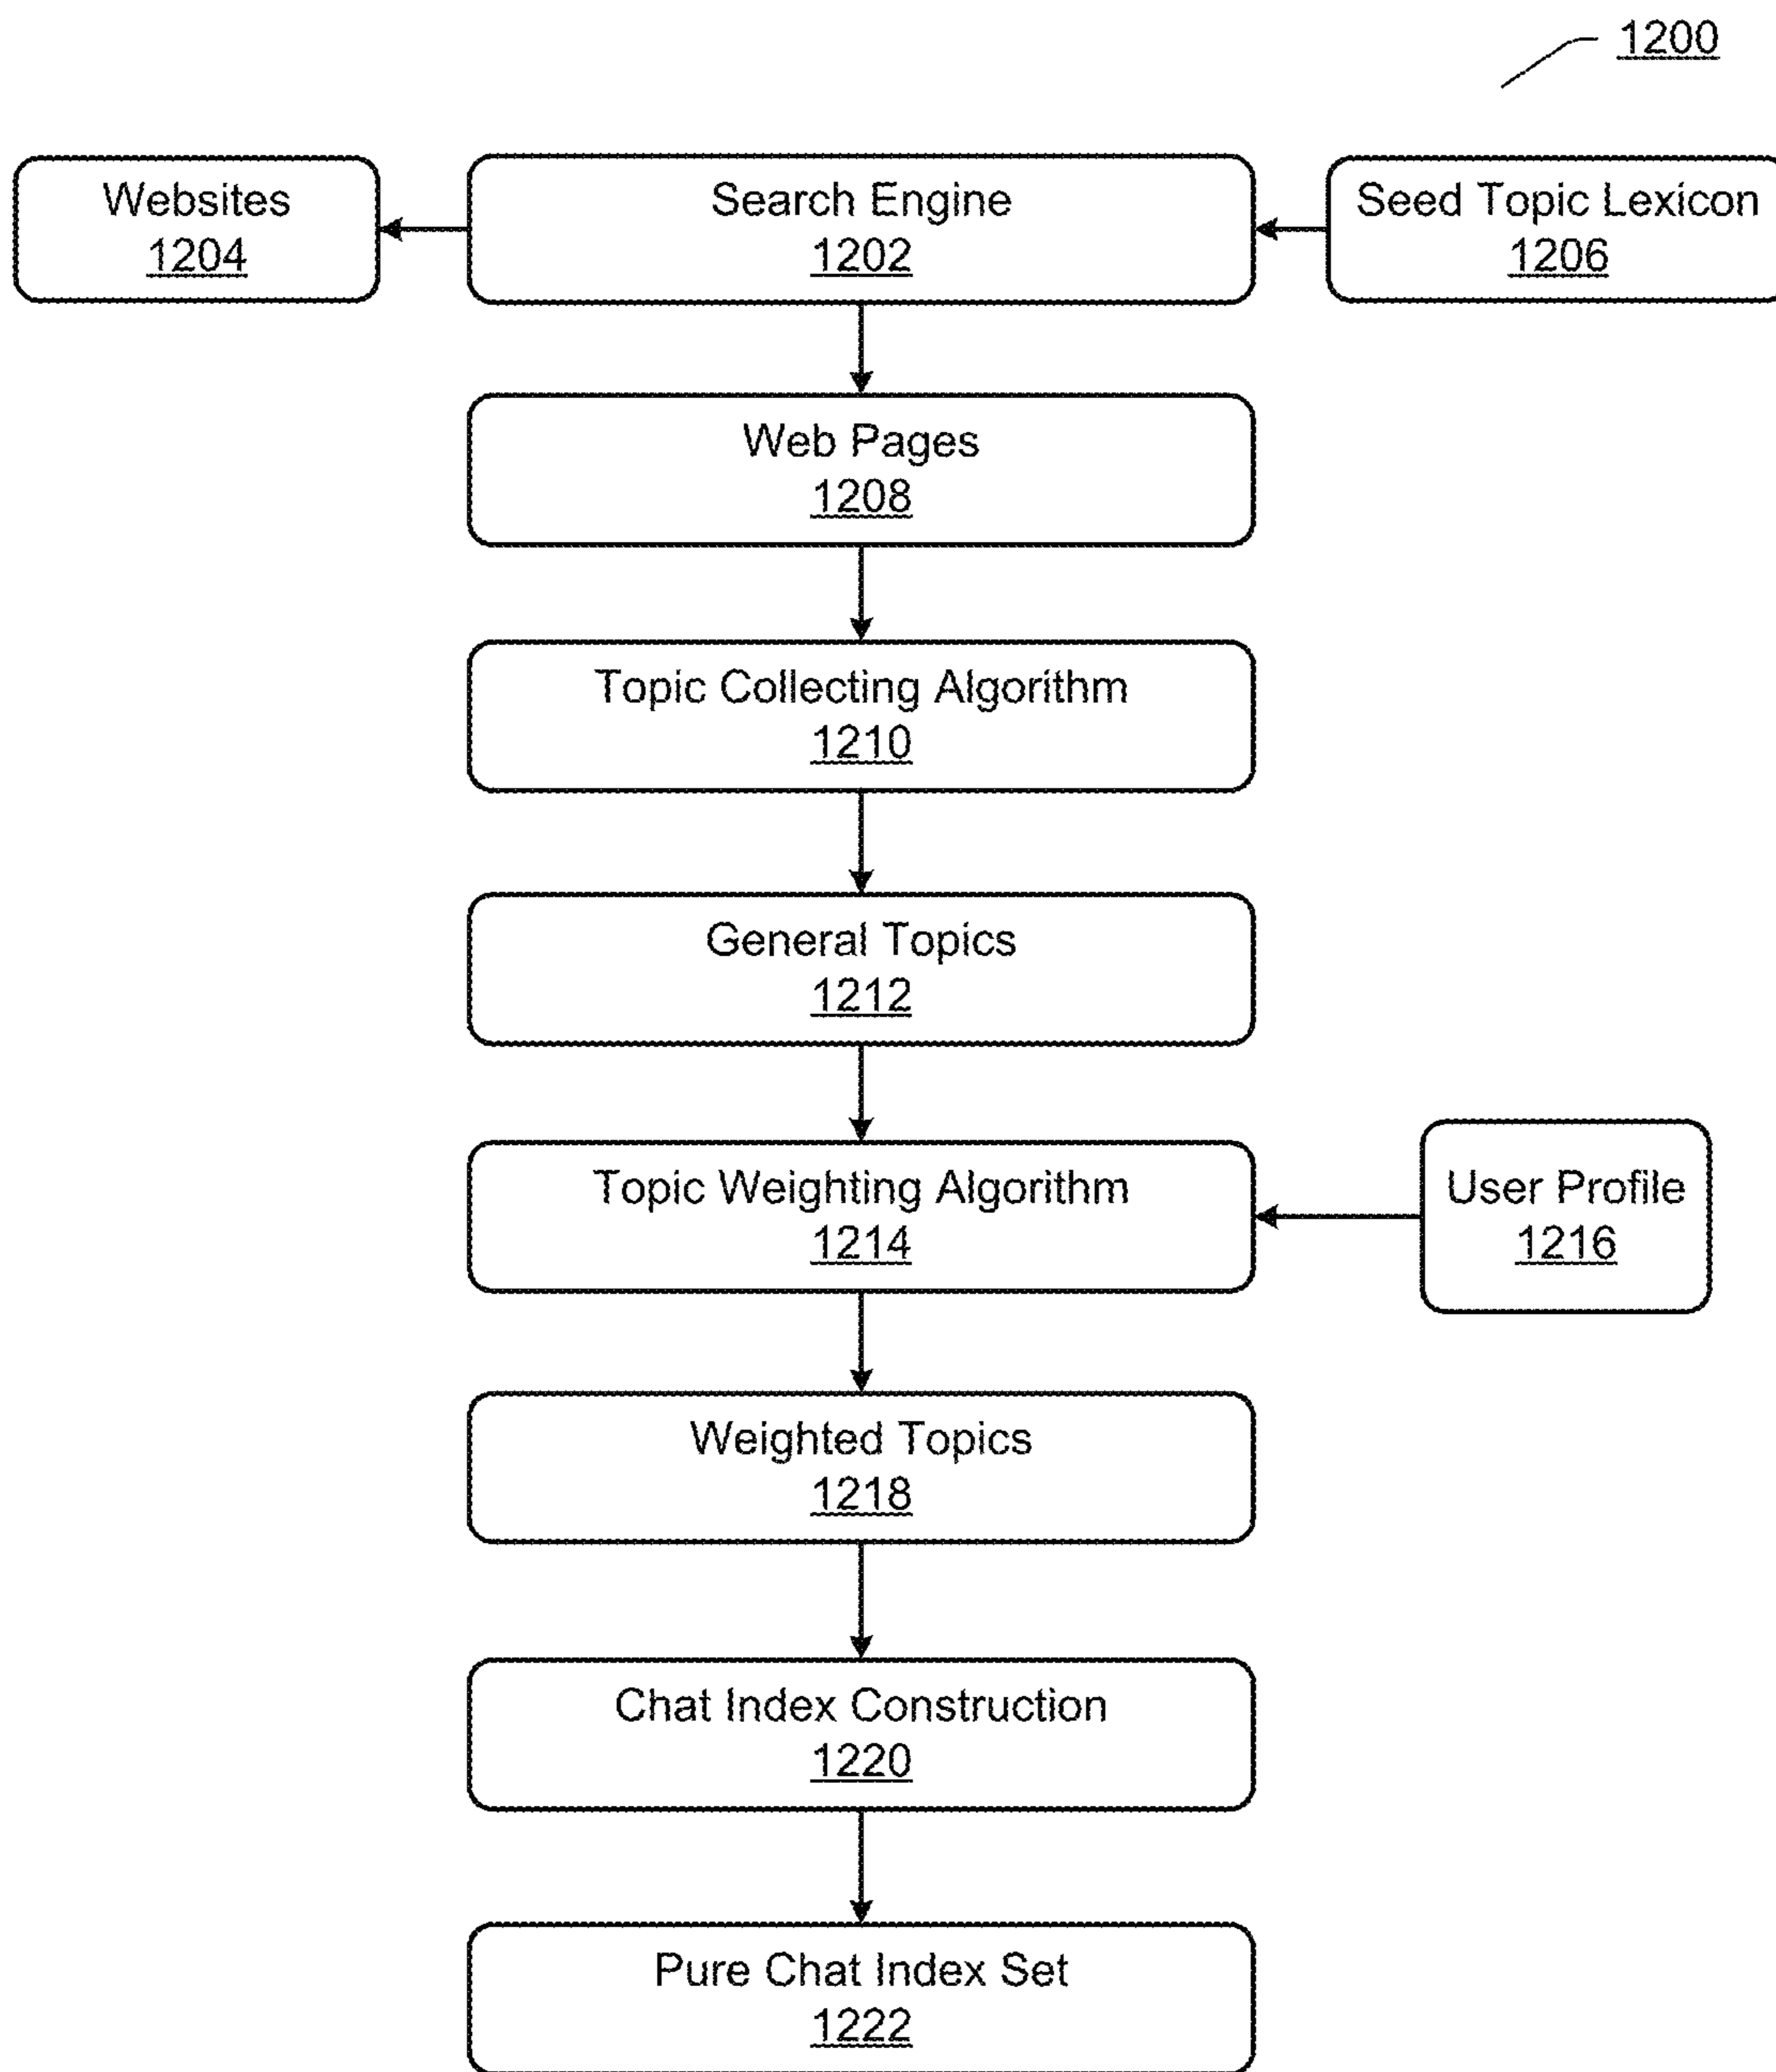 1200
Websites
1204
Search Engine
1202
Seed Topic Lexicon
1206
Web Pages
1208
Topic Collecting Algorithm
1210
General Topics
1212
Topic Weighting Algorithm
1214
User Profile
1216
Weighted Topics
1218
Chat Index Construction
1220
Pure Chat Index Set
1222